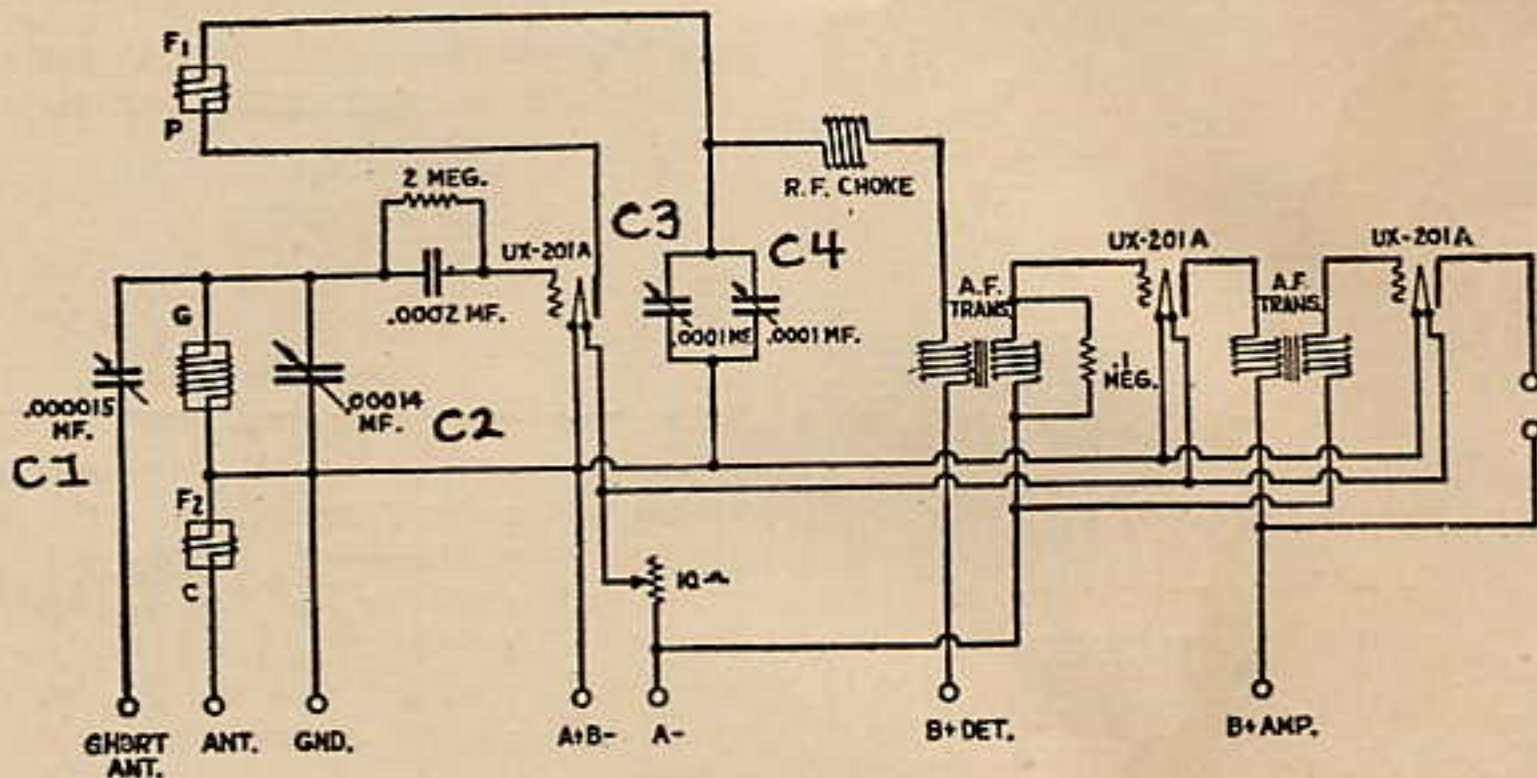 F1
P
2 MEG.
R.F. CHOKE
C3
C4
UX-201A
UX-201A
UX-201A
A.F.
TRANS.
A.F.
TRANS.
.0002 MF.
.0001 MF.
.0001 MF.
G
.1
MEG.
.000015
MF.
.00014
MF.
C1
C2
F2
C
10
GHORT
ANT.
ANT.
GND.
A+B-
A-
B+DET.
B+AMP.